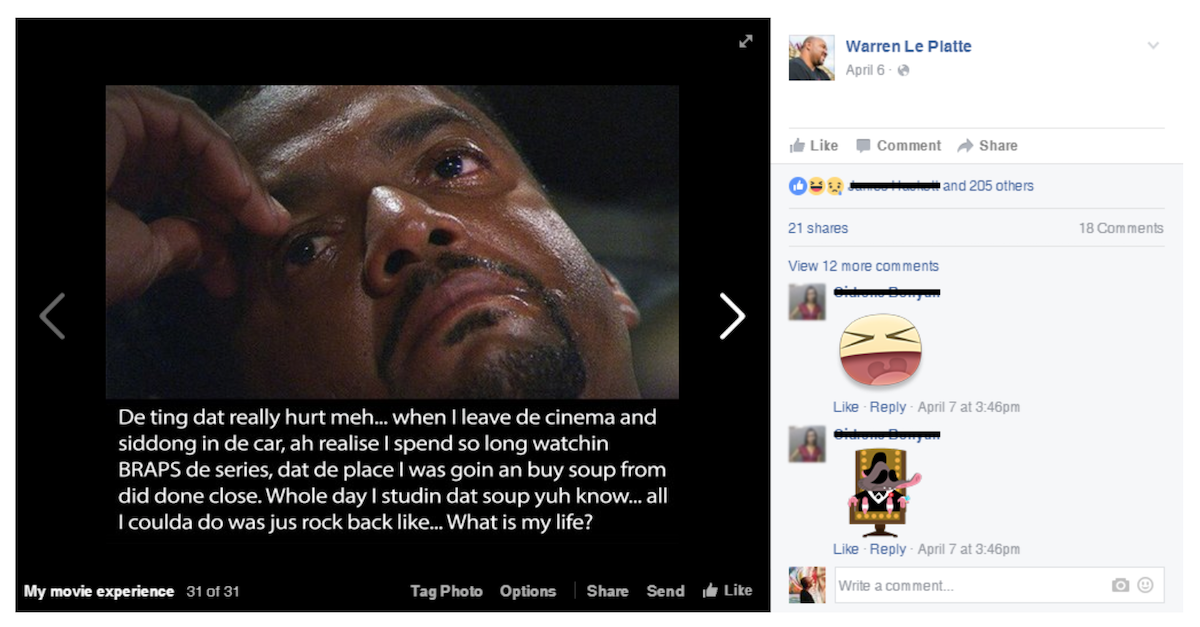 Warren Le Platte
April 6 ·
Like Comment Share
and 205 others
21 shares 18 Comments
View 12 more comments
Like · Reply · April 7 at 3:46pm
Like · Reply · April 7 at 3:46pm
Write a comment...
De ting dat really hurt meh... when I leave de cinema and
siddong in de car, ah realise I spend so long watchin
BRAPS de series, dat de place I was goin an buy soup from
did done close. Whole day I studin dat soup yuh know... all
I coulda do was jus rock back like... What is my life?
My movie experience 31 of 31 Tag Photo Options Share Send Like